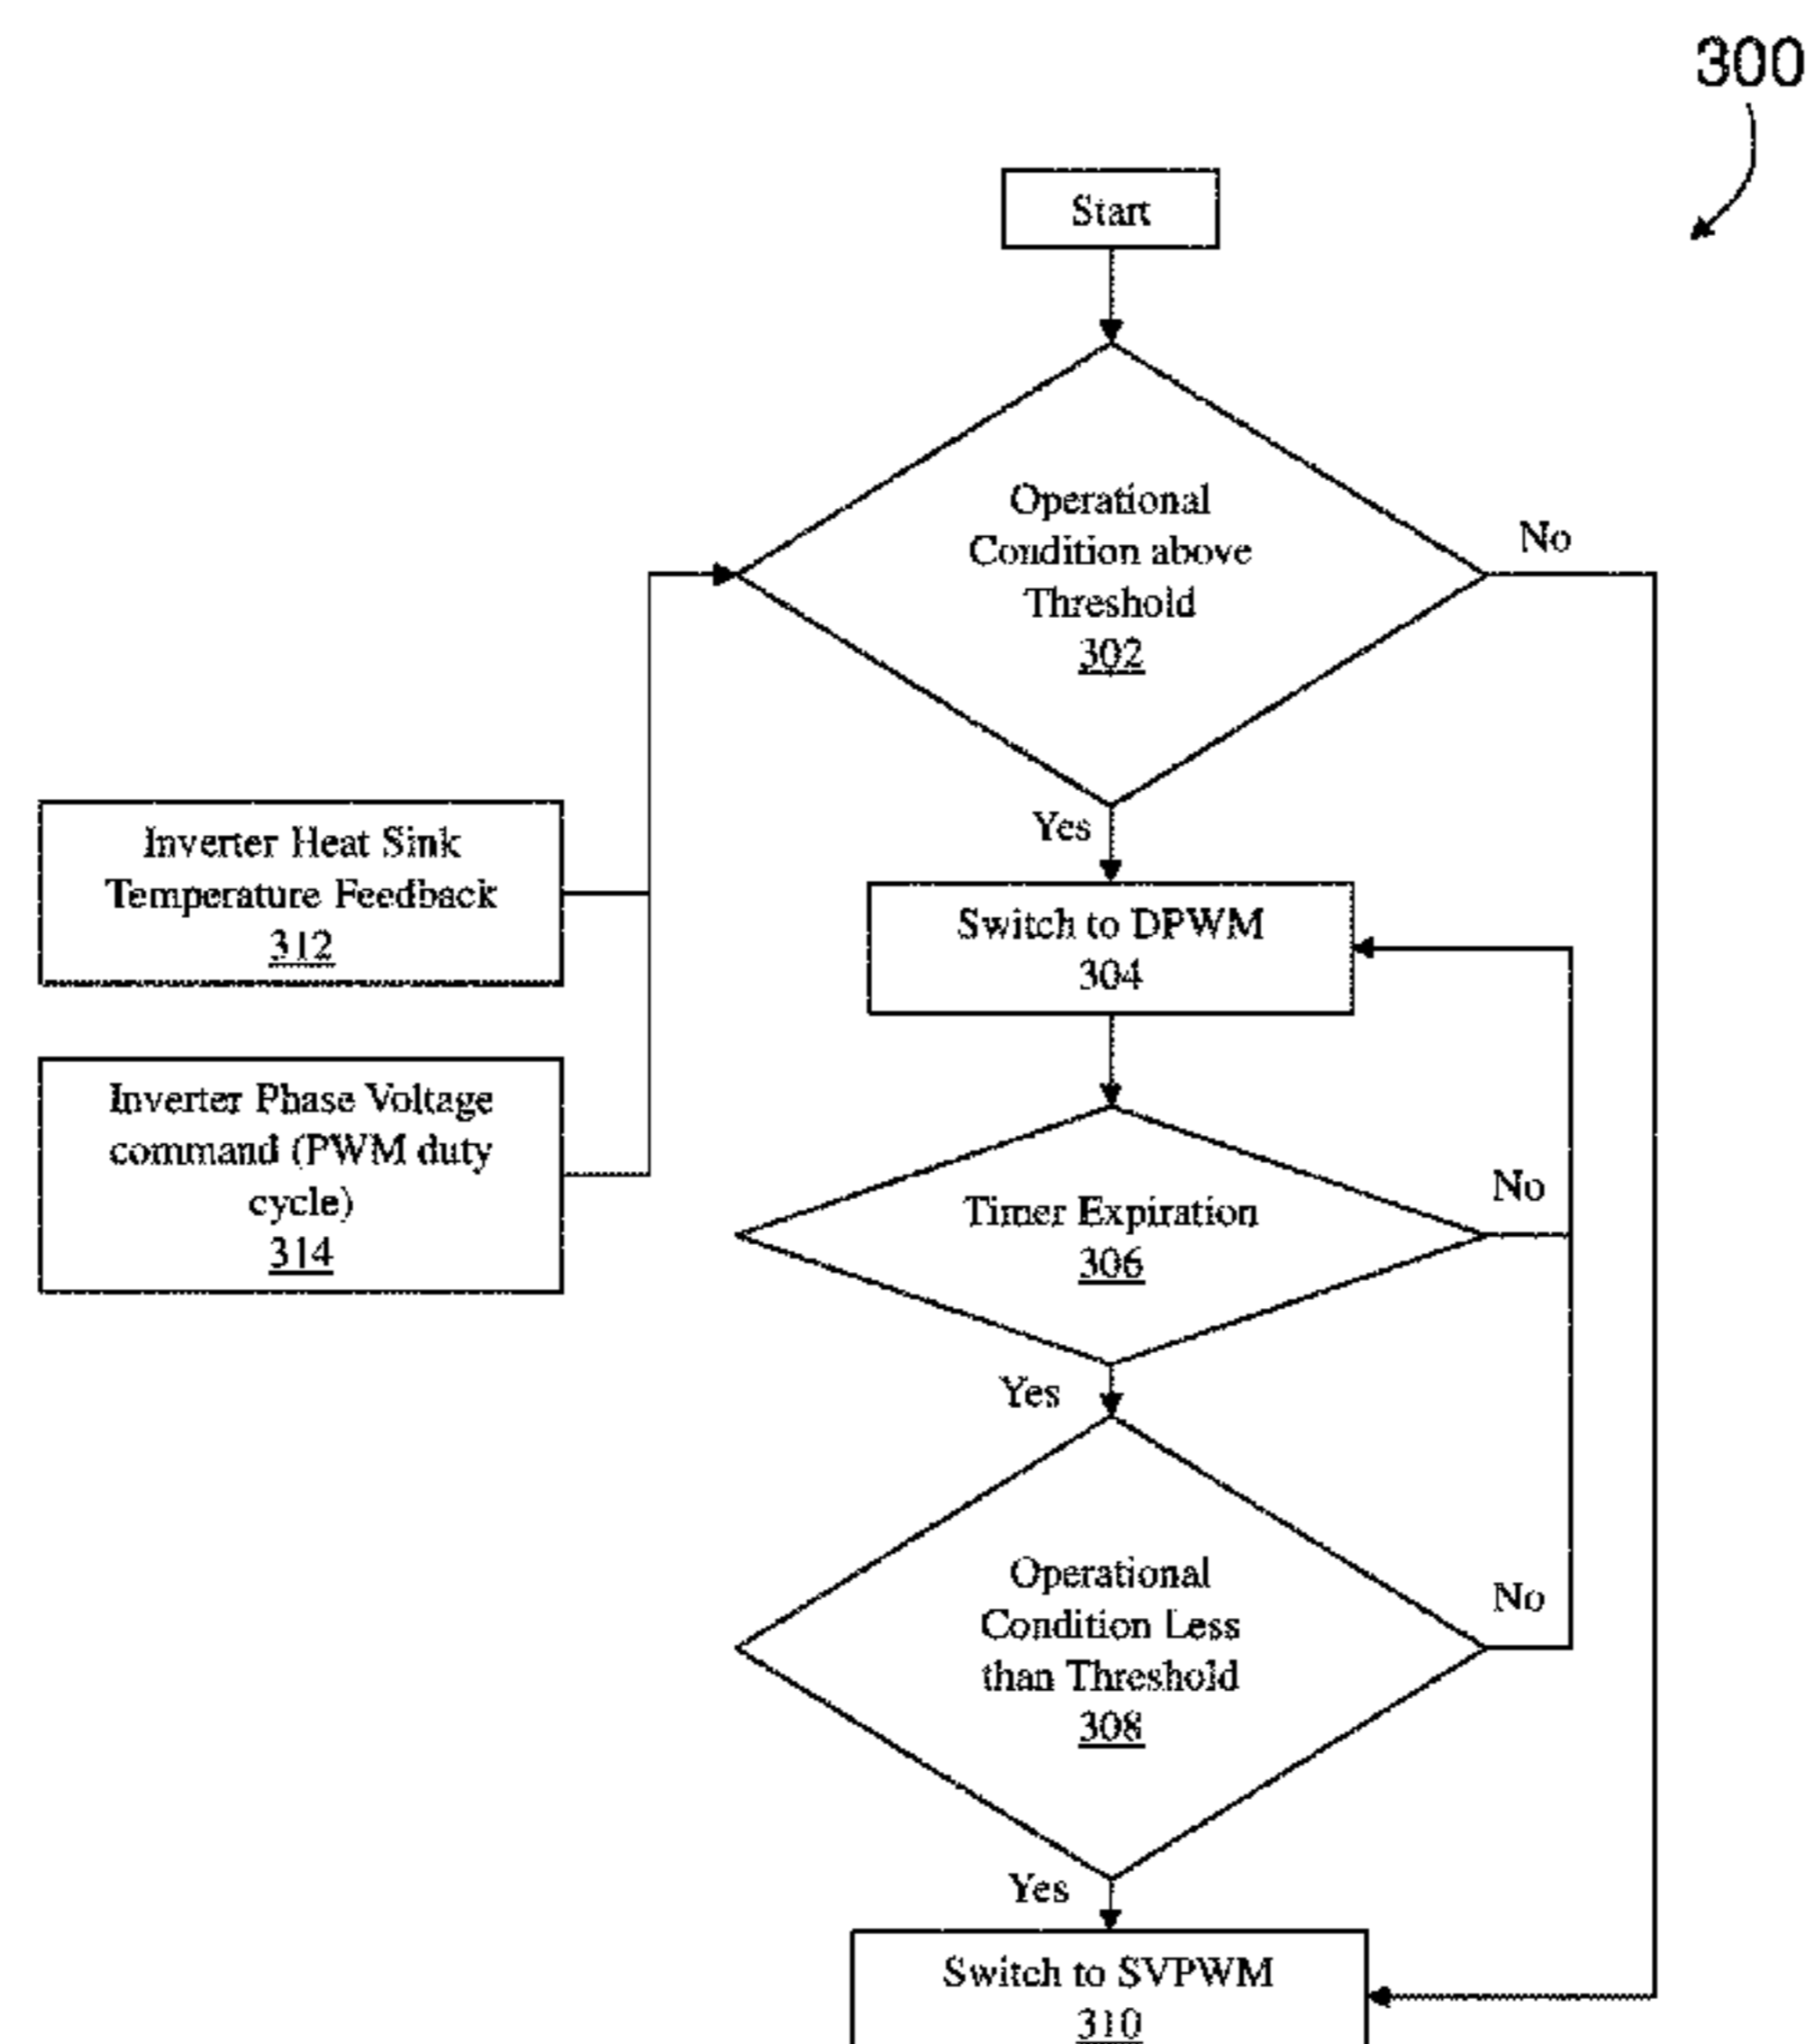 300
Start
Operational
Condition above
Threshold
302
No
Yes
Inverter Heat Sink
Temperature Feedback
312
Switch to DPWM
304
Inverter Phase Voltage
command (PWM duty
cycle)
314
Timer Expiration
306
No
Yes
Operational
Condition Less
than Threshold
308
No
Yes
Switch to SVPWM
310